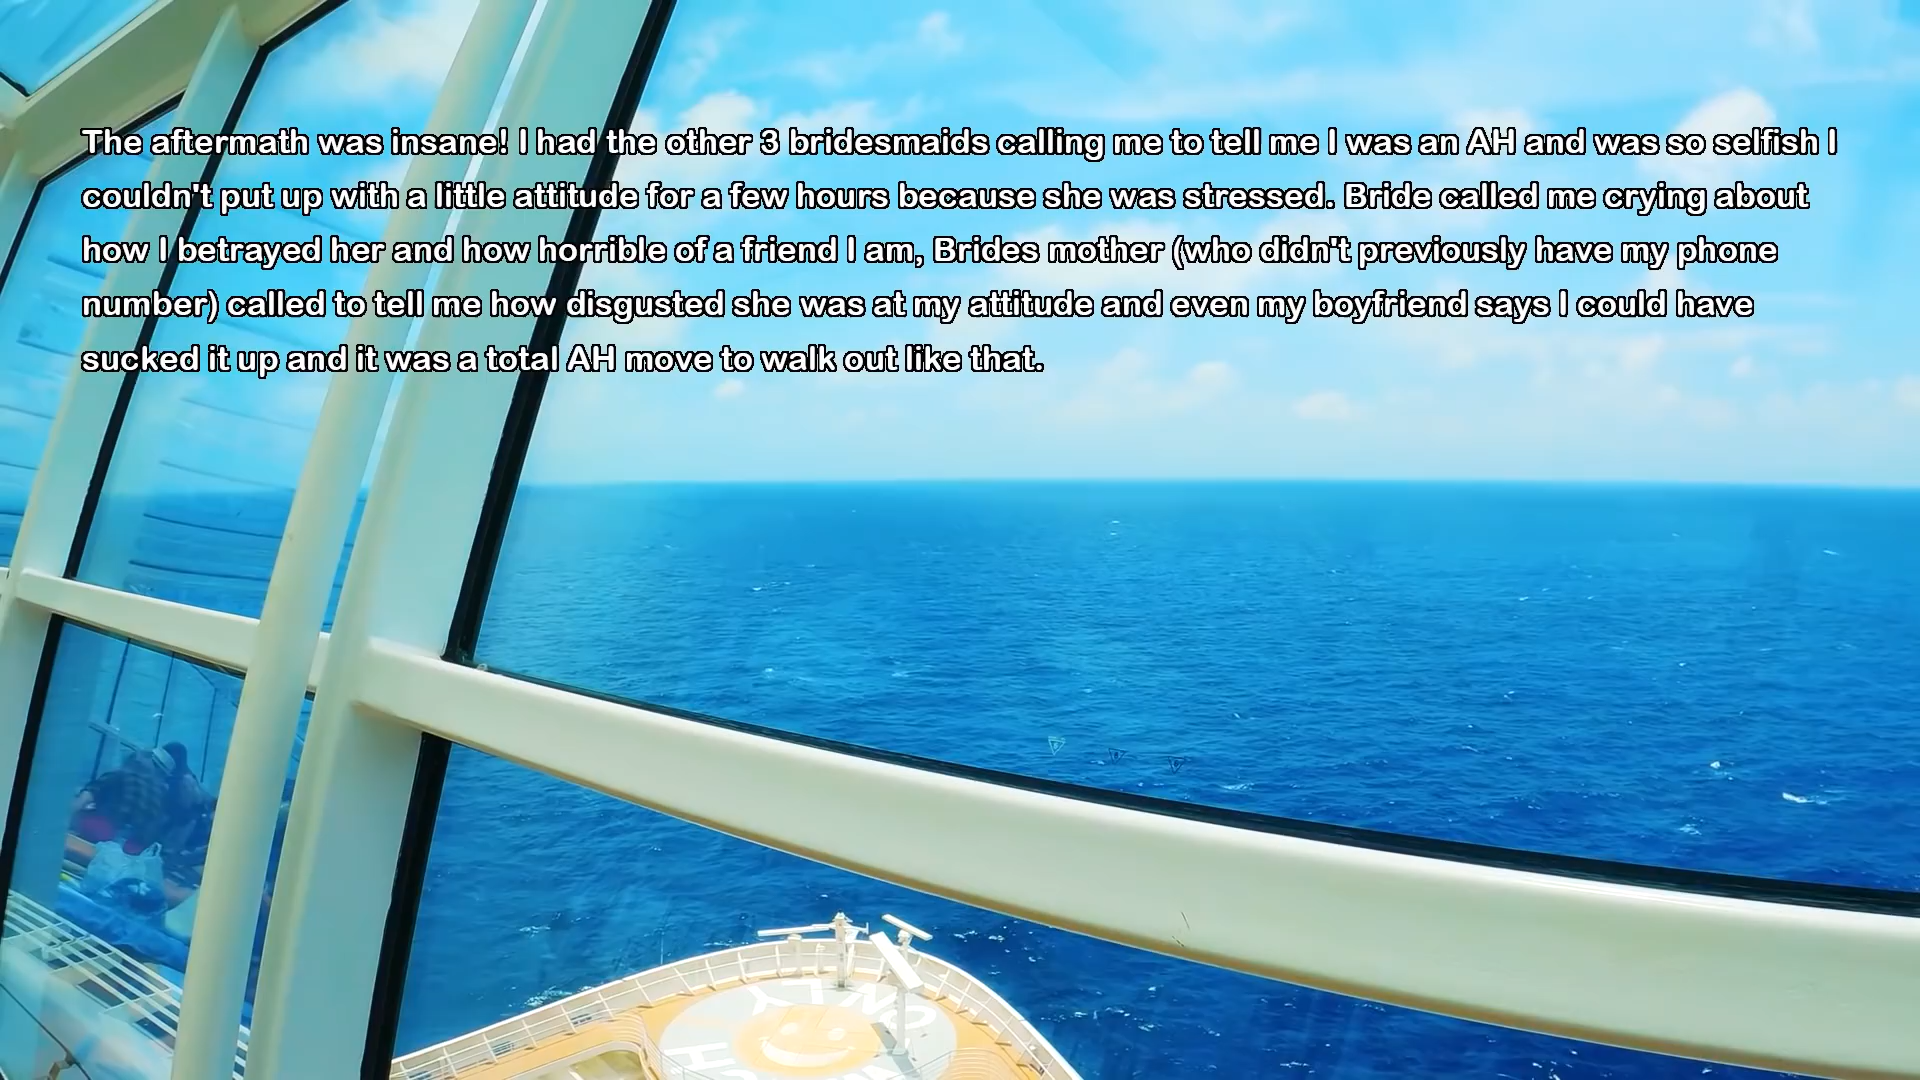 The aftermath was insane! I had the other 3 bridesmaids calling me to tell me I was an AH and was so selfish I
couldn't put up with a little attitude for a few hours because she was stressed. Bride called me crying about
how I betrayed her and how horrible of a friend I am, Brides mother (who didn't previously have my phone
number) called to tell me how disgusted she was at my attitude and even my boyfriend says I could have
sucked it up and it was a total AH move to walk out like that.
ONLY